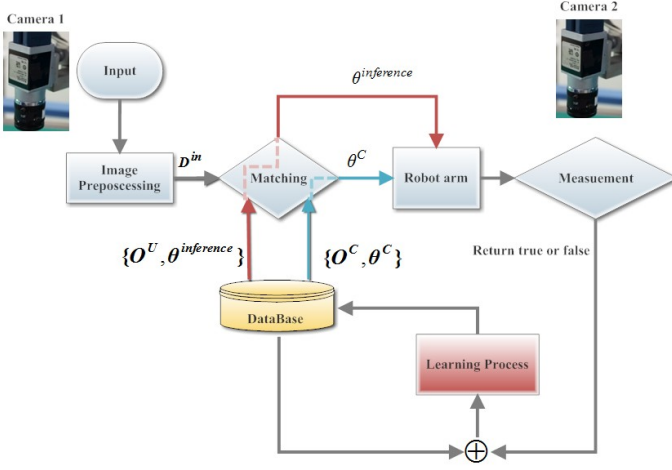 Camera 1
Camera 2
Input
θ^{inference}
Image
Preposcessing
D^{in}
Matching
θ^C
Robot arm
Measuement
{O^U, θ^{inference}}
{O^C, θ^C}
Return true or false
DataBase
Learning Process